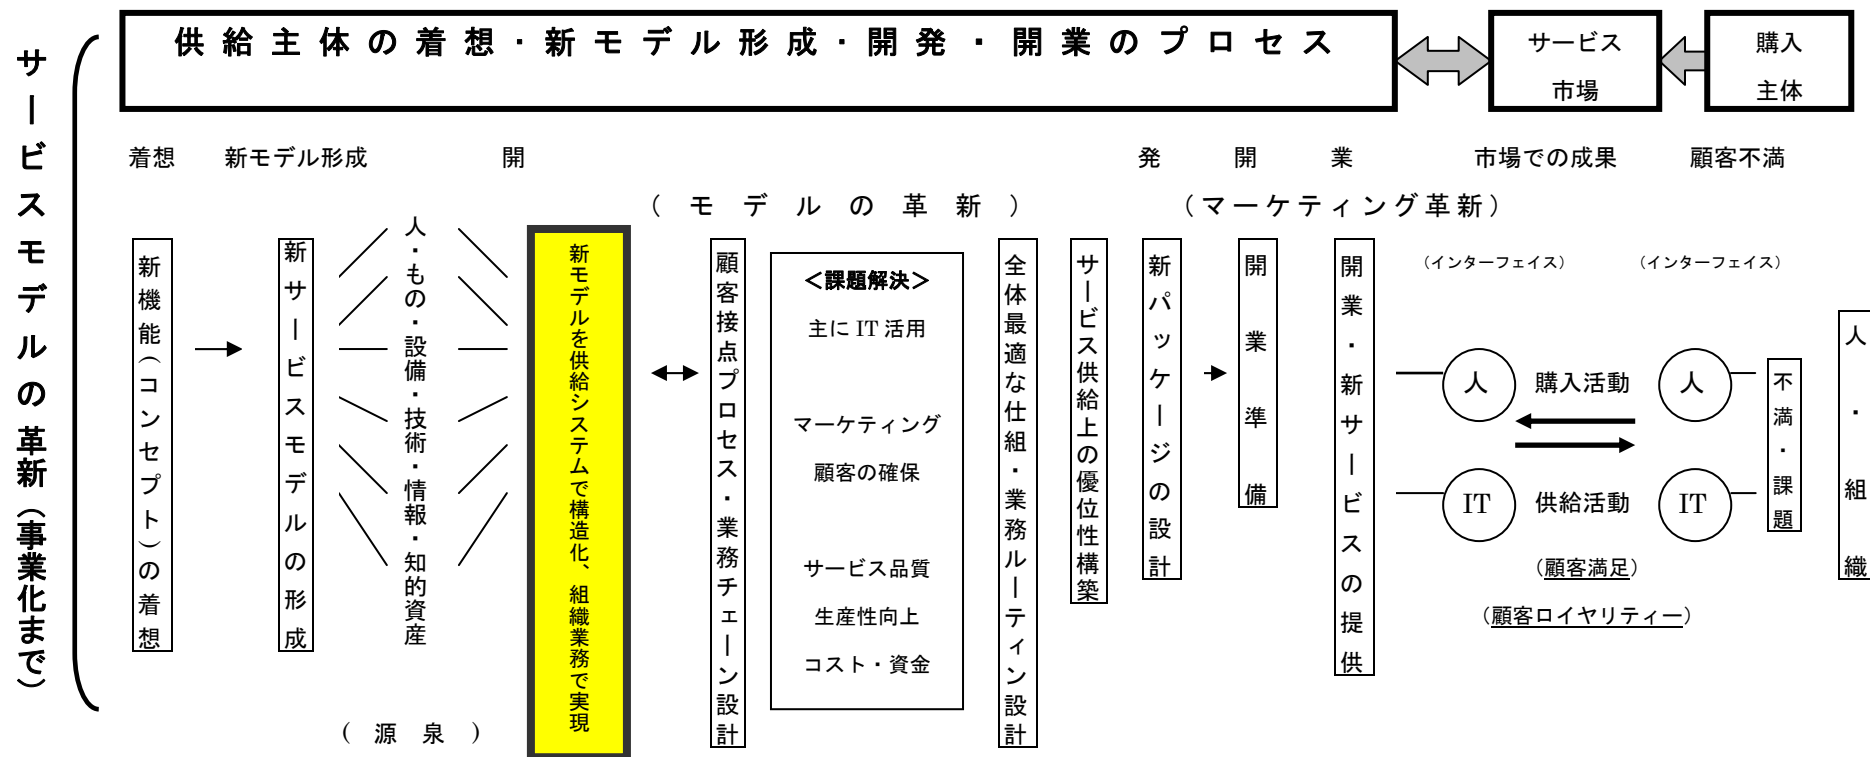 サービスモデルの革新（事業化まで）
供給主体の着想・新モデル形成・開発・開業のプロセス
サービス
市場
購入
主体
着想
新モデル形成
開
発
開
業
市場での成果
顧客不満
（モデルの革新）
（マーケティング革新）
新機能（コンセプト）の着想
新サービスモデルの形成
人・もの・設備・技術・情報・知的資産
（源泉）
新モデルを供給システムで構造化、組織業務で実現
顧客接点プロセス・業務チェーン設計
＜課題解決＞
主に IT 活用
マーケティング
顧客の確保
サービス品質
生産性向上
コスト・資金
全体最適な仕組・業務ルーティン設計
サービス供給上の優位性構築
新パッケージの設計
開業準備
開業・新サービスの提供
（インターフェイス）
（インターフェイス）
人
購入活動
人
IT
供給活動
IT
（顧客満足）
（顧客ロイヤリティー）
不満・課題
人・組織